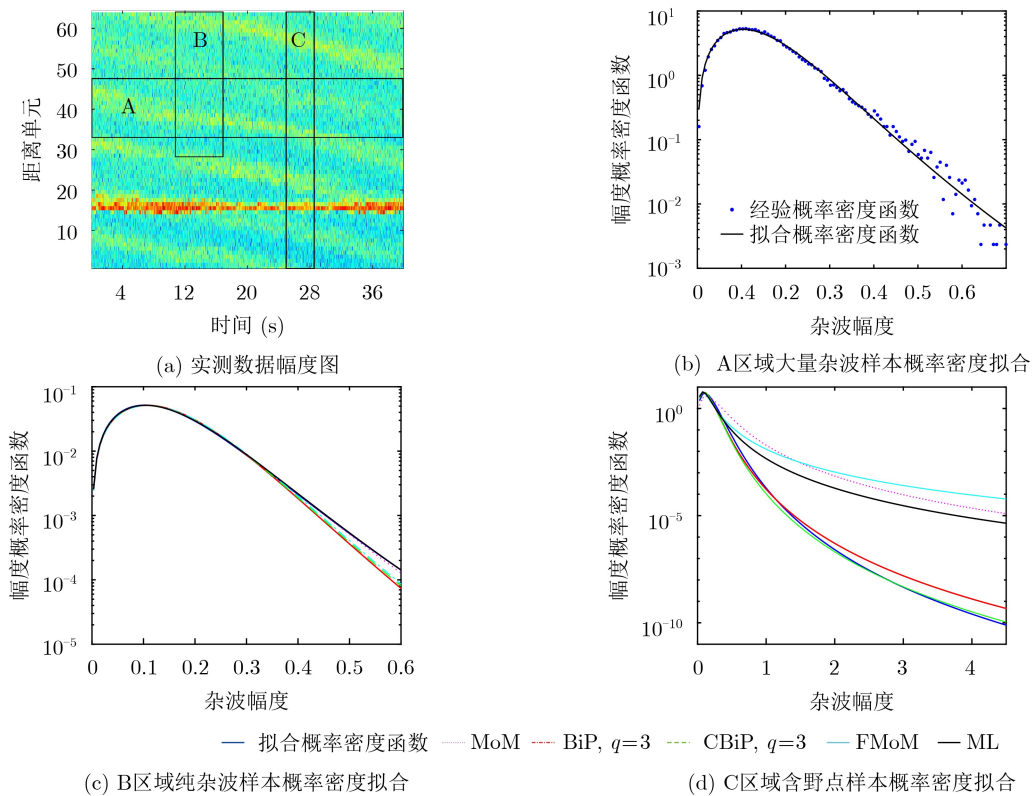 60
50
40
30
20
10
A
B
C
距离单元
4 12 20 28 36
时间 (s)
(a) 实测数据幅度图
10^1
10^0
10^−1
10^−2
10^−3
幅度概率密度函数
经验概率密度函数
拟合概率密度函数
0 0.4 0.2 0.3 0.4 0.5 0.6
杂波幅度
(b) A区域大量杂波样本概率密度拟合
10^−1
10^−2
10^−3
10^−4
10^−5
幅度概率密度函数
0 0.1 0.2 0.3 0.4 0.5 0.6
杂波幅度
10^0
10^−5
10^−10
幅度概率密度函数
0 1 2 3 4
杂波幅度
拟合概率密度函数 MoM BiP, q=3 CBiP, q=3 FMoM ML
(c) B区域纯杂波样本概率密度拟合
(d) C区域含野点样本概率密度拟合